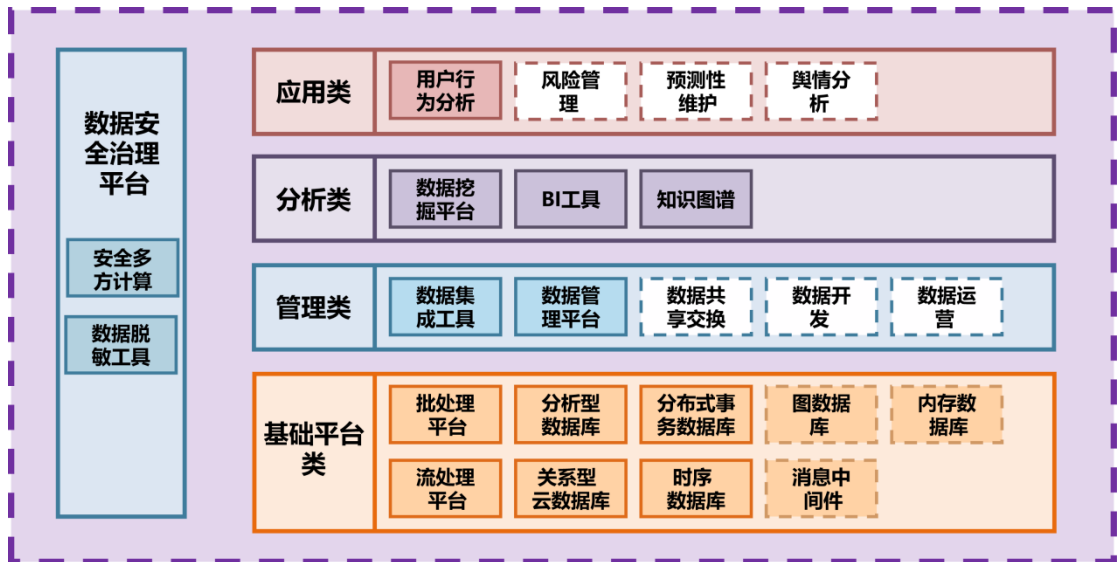 数据安
全治理
平台
安全多
方计算
数据脱
敏工具
应用类
用户行
为分析
风险管
理
预测性
维护
舆情分
析
分析类
数据挖
掘平台
BI工具
知识图谱
管理类
数据集
成工具
数据管
理平台
数据共
享交换
数据开
发
数据运
营
基础平台
类
批处理
平台
分析型
数据库
分布式事
务数据库
图数据
库
内存数
据库
流处理
平台
关系型
云数据库
时序
数据库
消息中
间件